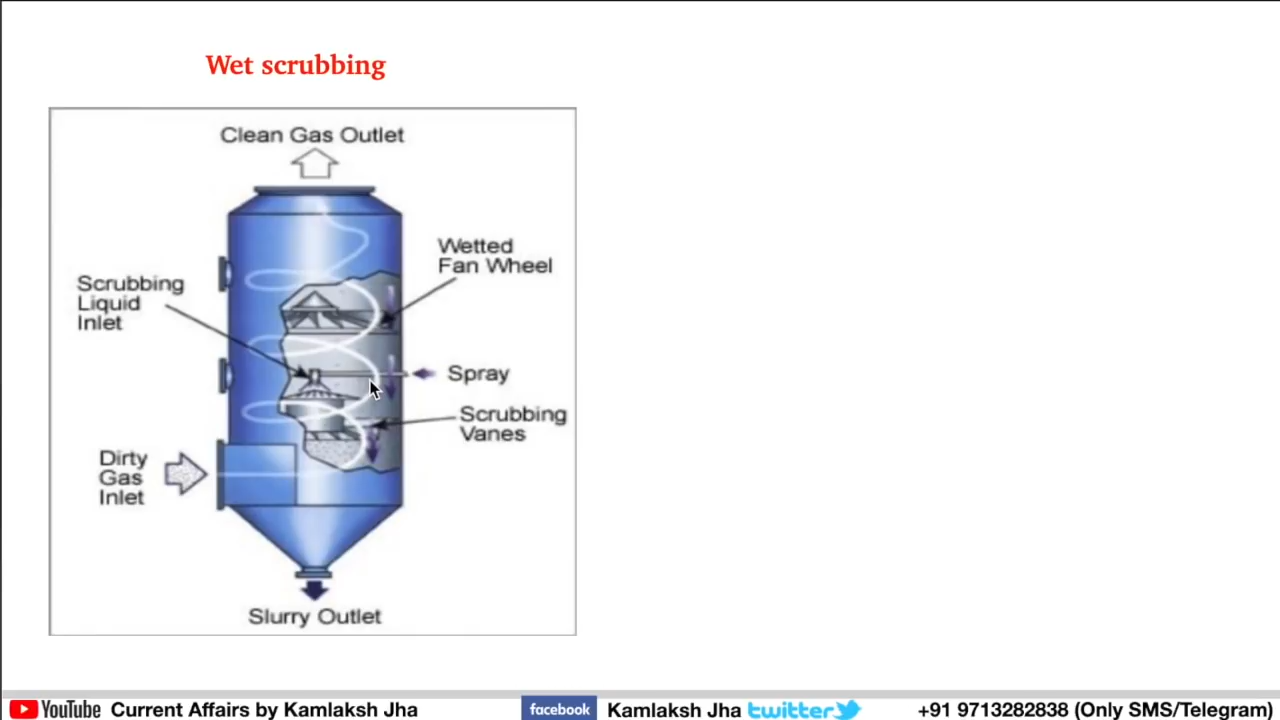 Wet scrubbing
Clean Gas Outlet
Wetted
Fan Wheel
Scrubbing
Liquid
Inlet
Spray
Scrubbing
Vanes
Dirty
Gas
Inlet
Slurry Outlet
YouTube Current Affairs by Kamlaksh Jha facebook Kamlaksh Jha twitter +91 9713282838 (Only SMS/Telegram)